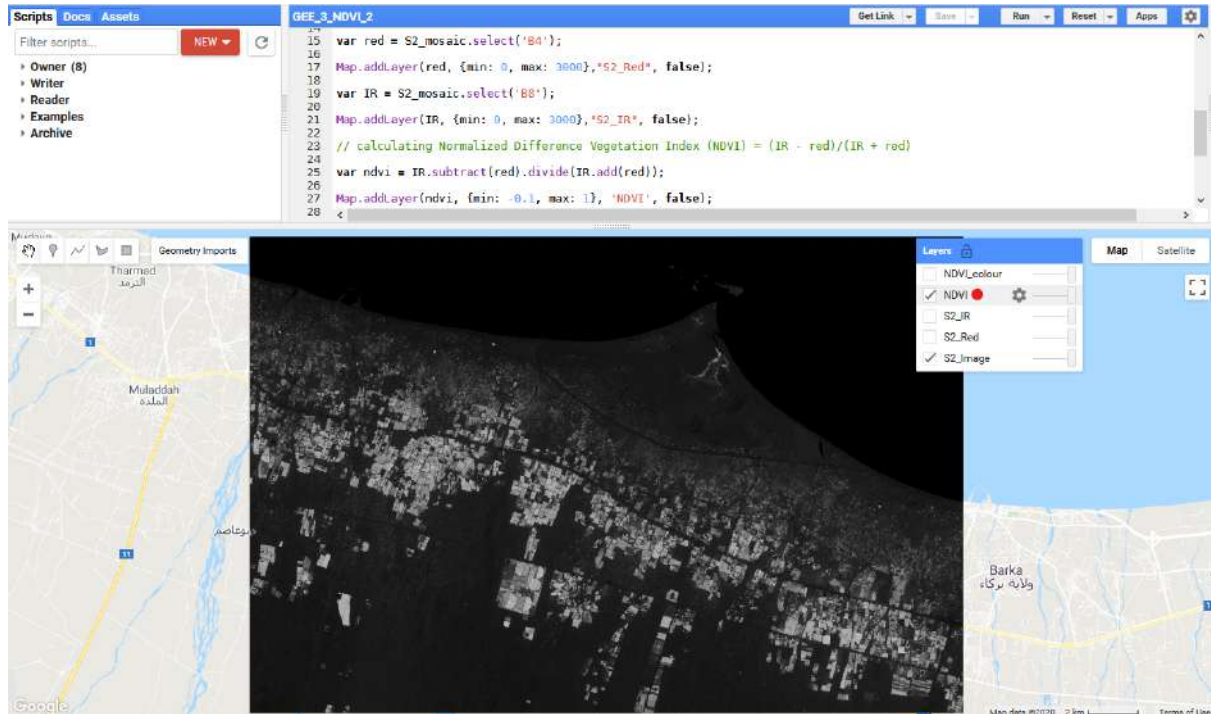 Scripts Docs Assets
GEE_3_NDVI_2
Get Link
Save
Run
Reset
Apps
Filter scripts...
NEW
Owner (8)
Writer
Reader
Examples
Archive
15 var red = S2_mosaic.select('B4');
16
17 Map.addLayer(red, {min: 0, max: 3000},"S2_Red", false);
18
19 var IR = S2_mosaic.select('B8');
20
21 Map.addLayer(IR, {min: 0, max: 3000},"S2_IR", false);
22
23 // calculating Normalized Difference Vegetation Index (NDVI) = (IR - red)/(IR + red)
24
25 var ndvi = IR.subtract(red).divide(IR.add(red));
26
27 Map.addLayer(ndvi, {min: -0.1, max: 1}, 'NDVI', false);
28
Geometry Imports
Layers
Map
Satellite
NDVI_colour
NDVI
S2_IR
S2_Red
S2_Image
Tharmad
الترمد
1
Muladdah
الملدة
بوعاصم
11
Barka
ولاية بركاء
Google
Map data ©2020
2 km
Terms of Use